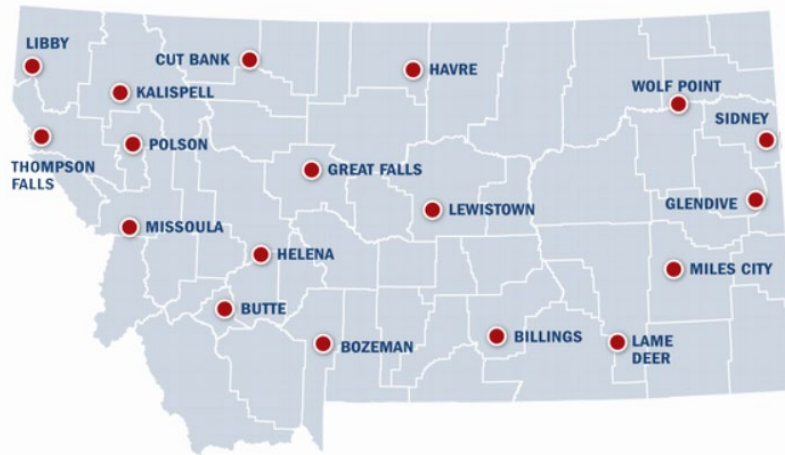 LIBBY
CUT BANK
HAVRE
KALISPELL
WOLF POINT
SIDNEY
POLSON
THOMPSON
FALLS
GREAT FALLS
GLENDIVE
LEWISTOWN
MISSOULA
HELENA
MILES CITY
BUTTE
BILLINGS
BOZEMAN
LAME
DEER